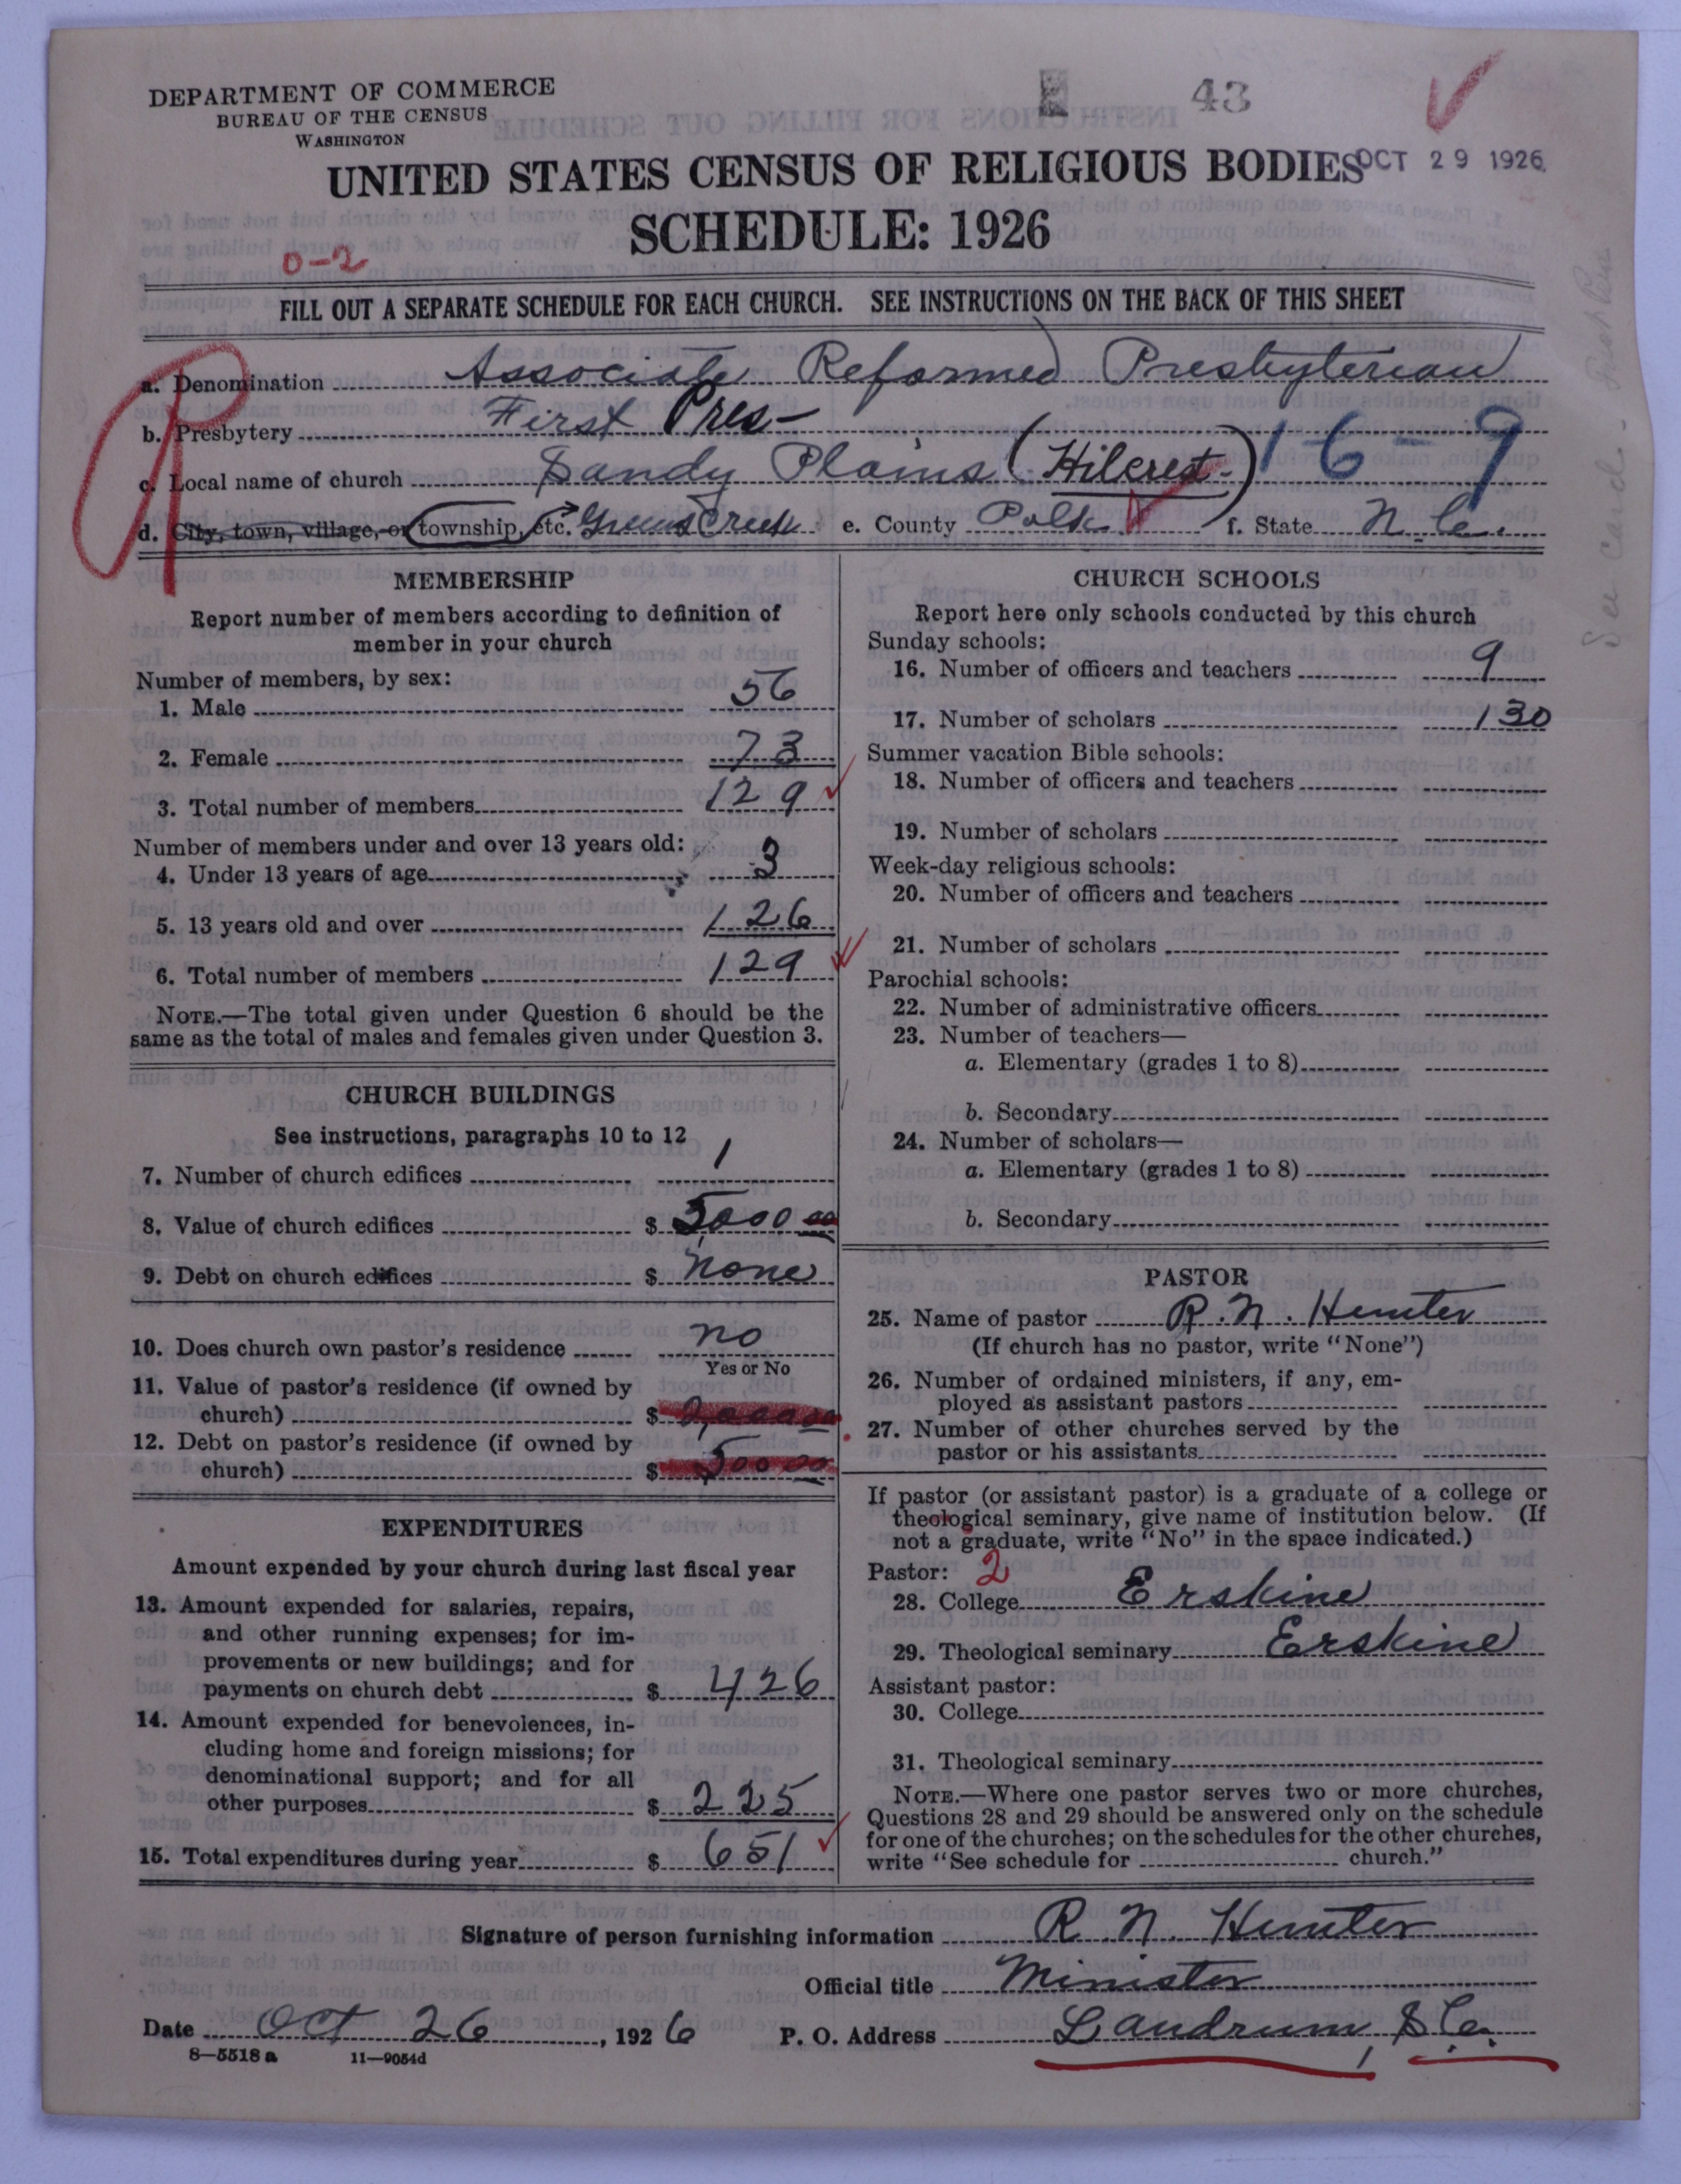 DEPARTMENT OF COMMERCE
BUREAU OF THE CENSUS
WASHINGTON
43
UNITED STATES CENSUS OF RELIGIOUS BODIES
OCT 29 1926
SCHEDULE: 1926
0-2
FILL OUT A SEPARATE SCHEDULE FOR EACH CHURCH. SEE INSTRUCTIONS ON THE BACK OF THIS SHEET
a. Denomination Associate Reformed Presbyterian
b. Presbytery First Pres-
c. Local name of church Sandy Plains (Hilcrest-) 16-9
d. City, town, village, or township, etc. Greens Creek e. County Polk f. State N. C.
MEMBERSHIP
Report number of members according to definition of
member in your church
Number of members, by sex:
1. Male 56
2. Female 73
3. Total number of members 129
Number of members under and over 13 years old:
4. Under 13 years of age 3
5. 13 years old and over 126
6. Total number of members 129
NOTE.—The total given under Question 6 should be the
same as the total of males and females given under Question 3.
CHURCH BUILDINGS
See instructions, paragraphs 10 to 12
7. Number of church edifices 1
8. Value of church edifices $ 5000 00
9. Debt on church edifices $ none
10. Does church own pastor's residence no
Yes or No
11. Value of pastor's residence (if owned by
church) $ 2,000 00
12. Debt on pastor's residence (if owned by
church) $ 500 00
EXPENDITURES
Amount expended by your church during last fiscal year
13. Amount expended for salaries, repairs,
and other running expenses; for im-
provements or new buildings; and for
payments on church debt $ 426
14. Amount expended for benevolences, in-
cluding home and foreign missions; for
denominational support; and for all
other purposes $ 225
15. Total expenditures during year $ 651
CHURCH SCHOOLS
Report here only schools conducted by this church
Sunday schools:
16. Number of officers and teachers 9
17. Number of scholars 130
Summer vacation Bible schools:
18. Number of officers and teachers
19. Number of scholars
Week-day religious schools:
20. Number of officers and teachers
21. Number of scholars
Parochial schools:
22. Number of administrative officers
23. Number of teachers—
a. Elementary (grades 1 to 8)
b. Secondary
24. Number of scholars—
a. Elementary (grades 1 to 8)
b. Secondary
PASTOR
25. Name of pastor R. N. Hunter
(If church has no pastor, write "None")
26. Number of ordained ministers, if any, em-
ployed as assistant pastors
27. Number of other churches served by the
pastor or his assistants
If pastor (or assistant pastor) is a graduate of a college or
theological seminary, give name of institution below. (If
not a graduate, write "No" in the space indicated.)
Pastor: 2
28. College Erskine
29. Theological seminary Erskine
Assistant pastor:
30. College
31. Theological seminary
NOTE.—Where one pastor serves two or more churches,
Questions 28 and 29 should be answered only on the schedule
for one of the churches; on the schedules for the other churches,
write "See schedule for church."
Signature of person furnishing information R. N. Hunter
Official title Minister
Date Oct 26, 1926 P. O. Address Landrum, S. C.
8—5518 a 11—9054d
See Card -